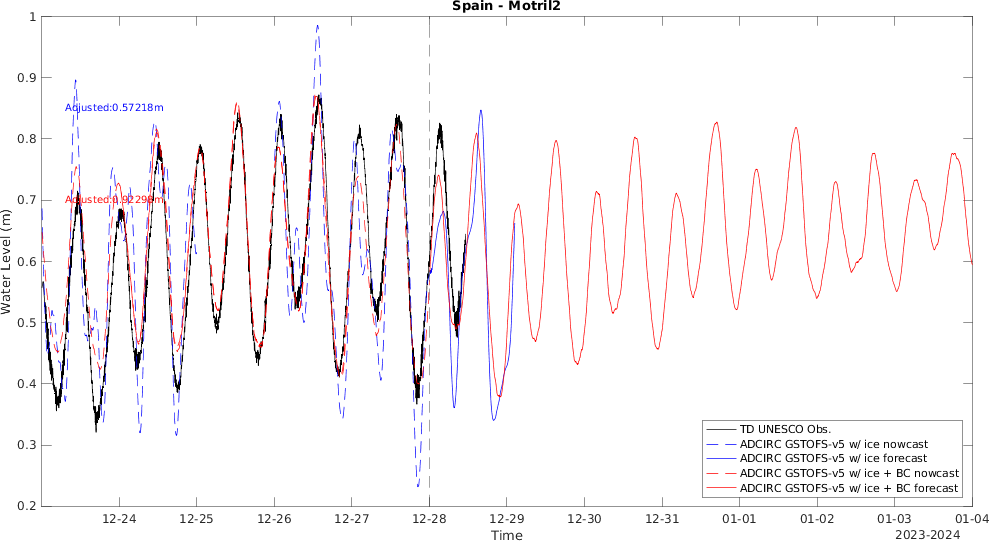 Spain - Motril2
1
0.9
0.8
0.7
0.6
0.5
0.4
0.3
0.2
Water Level (m)
Adjusted:0.57218m
TD UNESCO Obs.
ADCIRC GSTOFS-v5 w/ ice nowcast
ADCIRC GSTOFS-v5 w/ ice forecast
ADCIRC GSTOFS-v5 w/ ice + BC nowcast
ADCIRC GSTOFS-v5 w/ ice + BC forecast
12-24
12-25
12-26
12-27
12-28
12-29
12-30
12-31
01-01
01-02
01-03
01-04
2023-2024
Time